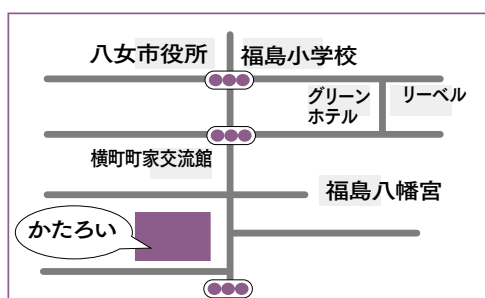 八女市役所
福島小学校
グリーン
ホテル
リーベル
横町町家交流館
福島八幡宮
かたろい